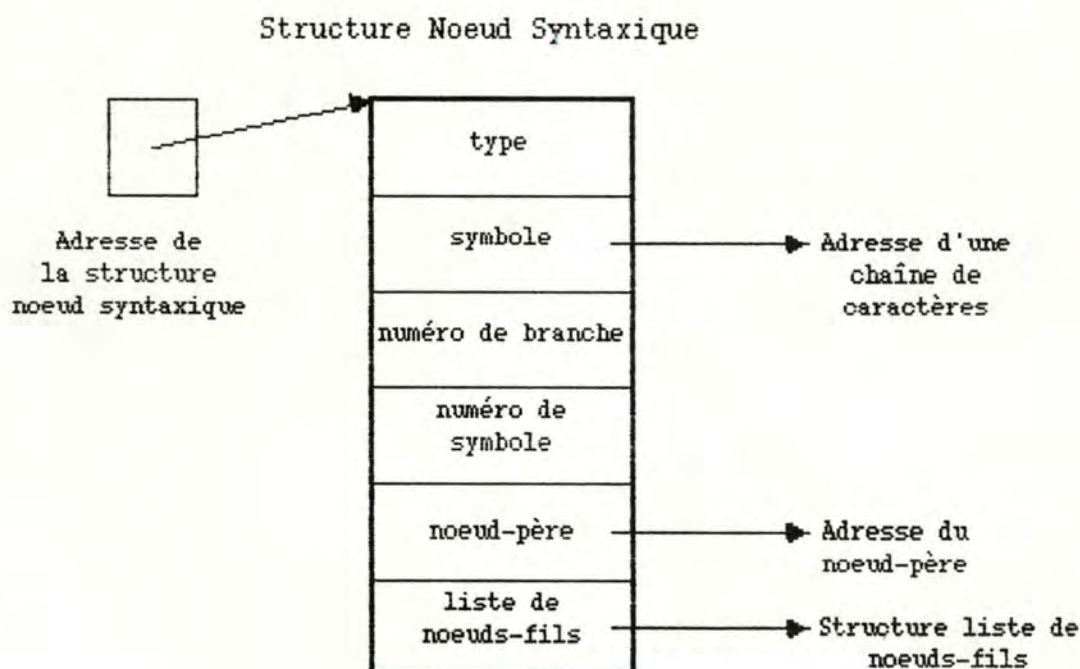 Structure Noeud Syntaxique
type
symbole
Adresse d'une
chaîne de
caractères
Adresse de
la structure
noeud syntaxique
numéro de branche
numéro de
symbole
noeud-père
Adresse du
noeud-père
liste de
noeuds-fils
Structure liste de
noeuds-fils